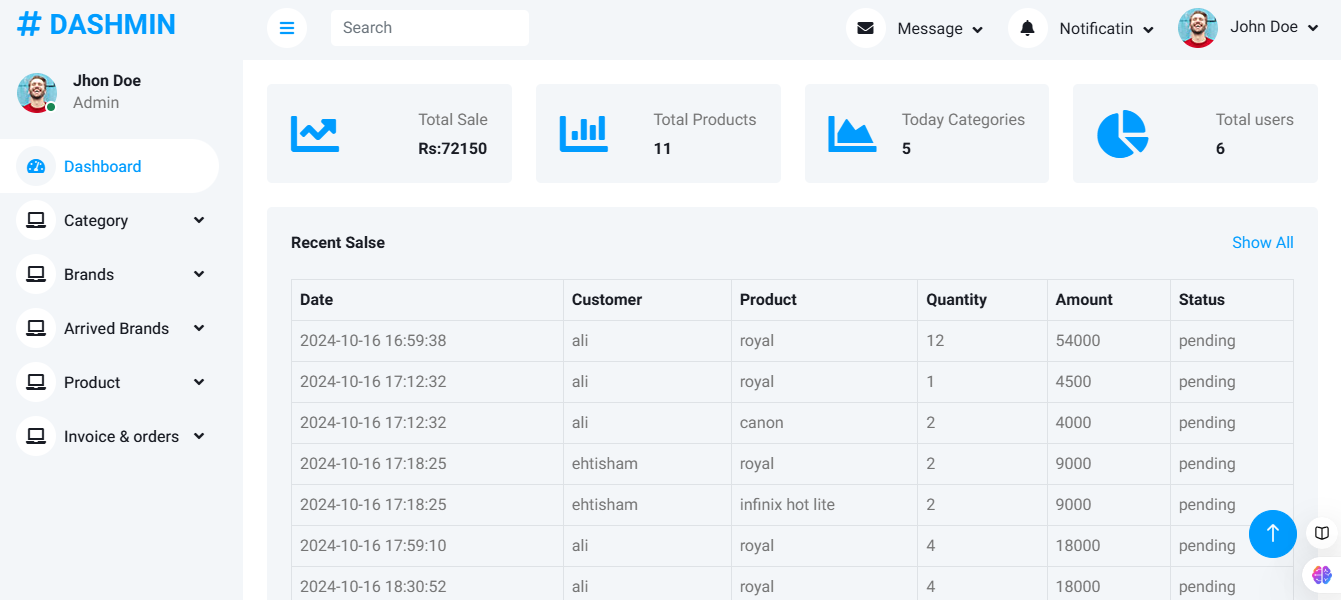 # DASHMIN
Search
Message
Notificatin
John Doe
Jhon Doe
Admin
Dashboard
Category
Brands
Arrived Brands
Product
Invoice & orders
Total Sale
Rs:72150
Total Products
11
Today Categories
5
Total users
6
Recent Salse
Show All
Date Customer Product Quantity Amount Status
2024-10-16 16:59:38 ali royal 12 54000 pending
2024-10-16 17:12:32 ali royal 1 4500 pending
2024-10-16 17:12:32 ali canon 2 4000 pending
2024-10-16 17:18:25 ehtisham royal 2 9000 pending
2024-10-16 17:18:25 ehtisham infinix hot lite 2 9000 pending
2024-10-16 17:59:10 ali royal 4 18000 pending
2024-10-16 18:30:52 ali royal 4 18000 pending